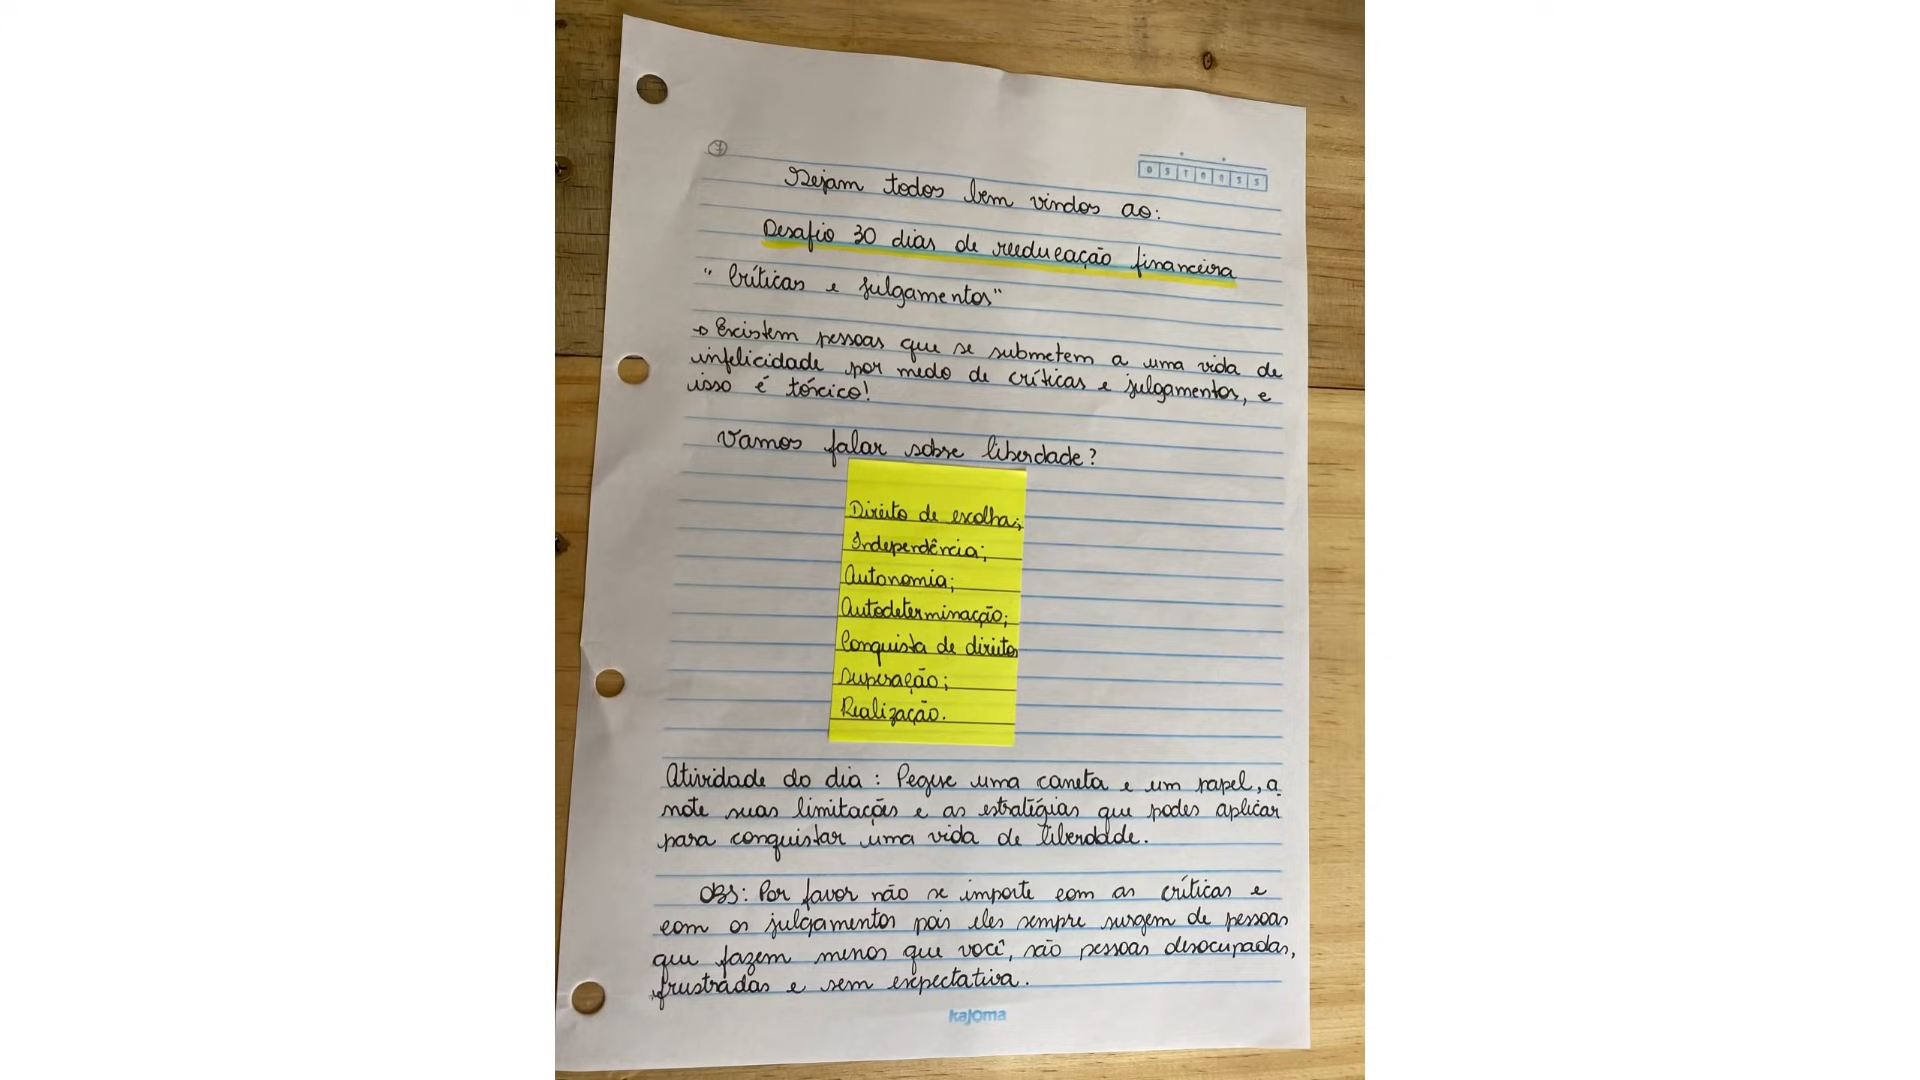 7
D S T Q Q S S
Sejam todos bem vindos ao:
Desafio 30 dias de reeducação financeira
"Críticas e julgamentos"
→ Existem pessoas que se submetem a uma vida de
infelicidade por medo de críticas e julgamentos, e
isso é tóxico!
Vamos falar sobre liberdade?
Direito de escolha;
Independência;
Autonomia;
Autodeterminação;
Conquista de direitos
Superação;
Realização.
Atividade do dia: Pegue uma caneta e um papel, a
note suas limitações e as estratégias que podes aplicar
para conquistar uma vida de liberdade.
OBS: Por favor não se importe com as críticas e
com os julgamentos pois eles sempre surgem de pessoas
que fazem menos que você, são pessoas desocupadas,
frustradas e sem expectativa.
kajoma